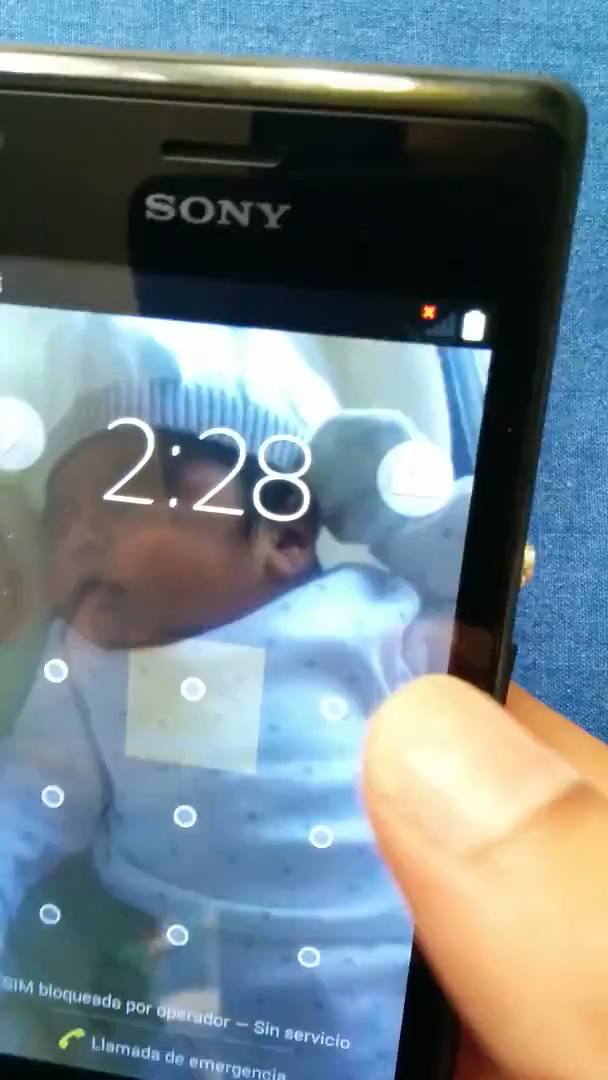 SONY
2:28
SIM bloqueada por operador — Sin servicio
Llamada de emergencia